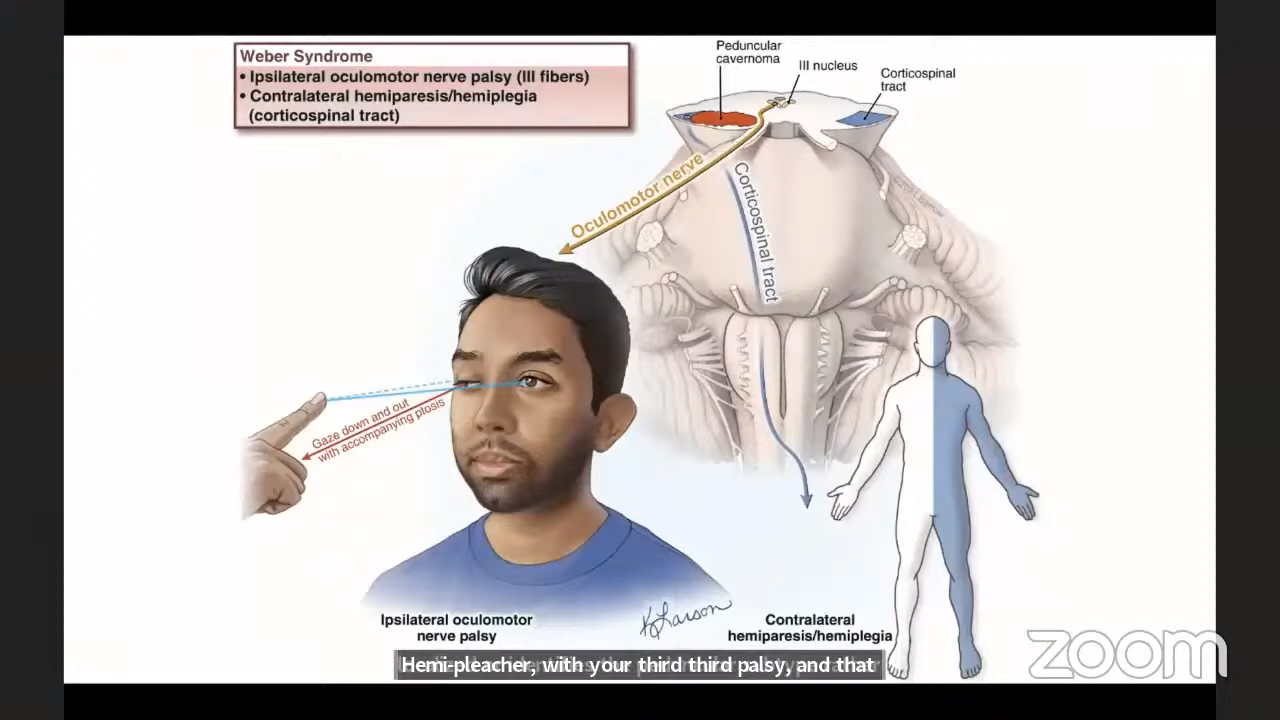 Weber Syndrome
• Ipsilateral oculomotor nerve palsy (III fibers)
• Contralateral hemiparesis/hemiplegia
(corticospinal tract)
Peduncular
cavernoma
III nucleus
Corticospinal
tract
Oculomotor nerve
Corticospinal tract
Gaze down and out
with accompanying ptosis
Ipsilateral oculomotor
nerve palsy
K Larson
Contralateral
hemiparesis/hemiplegia
Hemi-pleacher, with your third third palsy, and that
zoom